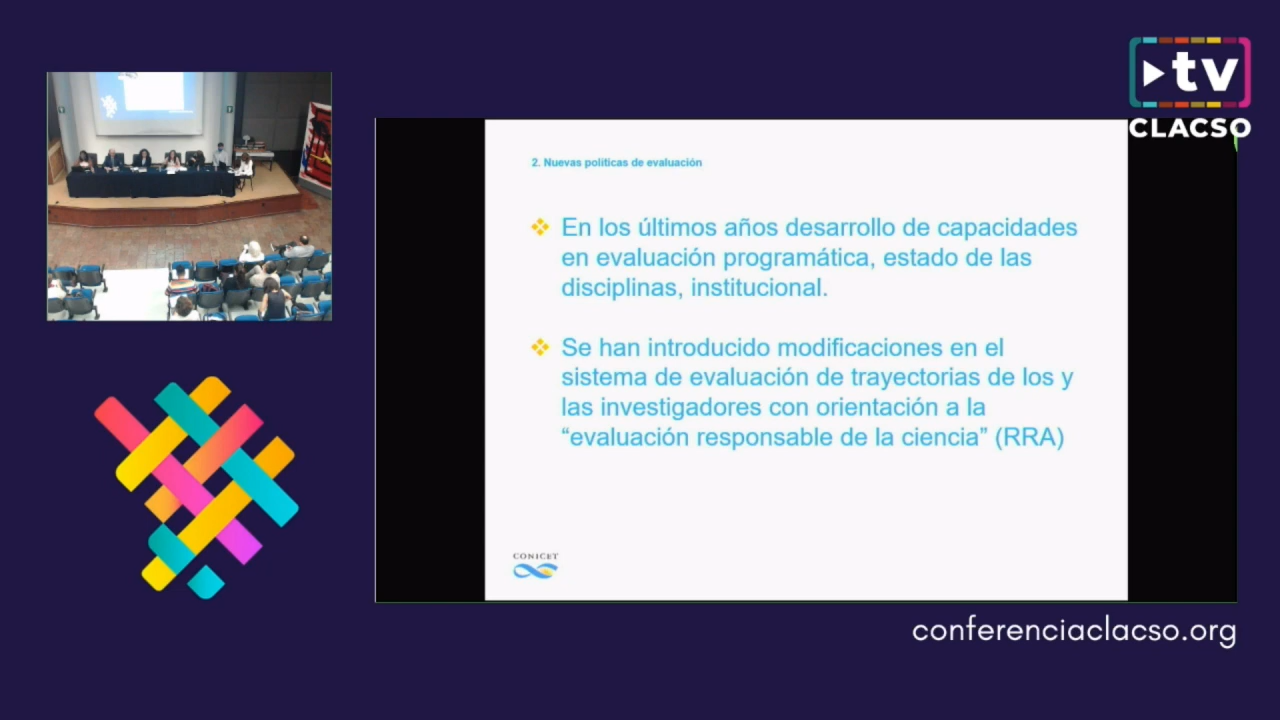 tv
CLACSO
2. Nuevas políticas de evaluación
En los últimos años desarrollo de capacidades
en evaluación programática, estado de las
disciplinas, institucional.
Se han introducido modificaciones en el
sistema de evaluación de trayectorias de los y
las investigadores con orientación a la
“evaluación responsable de la ciencia” (RRA)
CONICET
conferenciaclacso.org